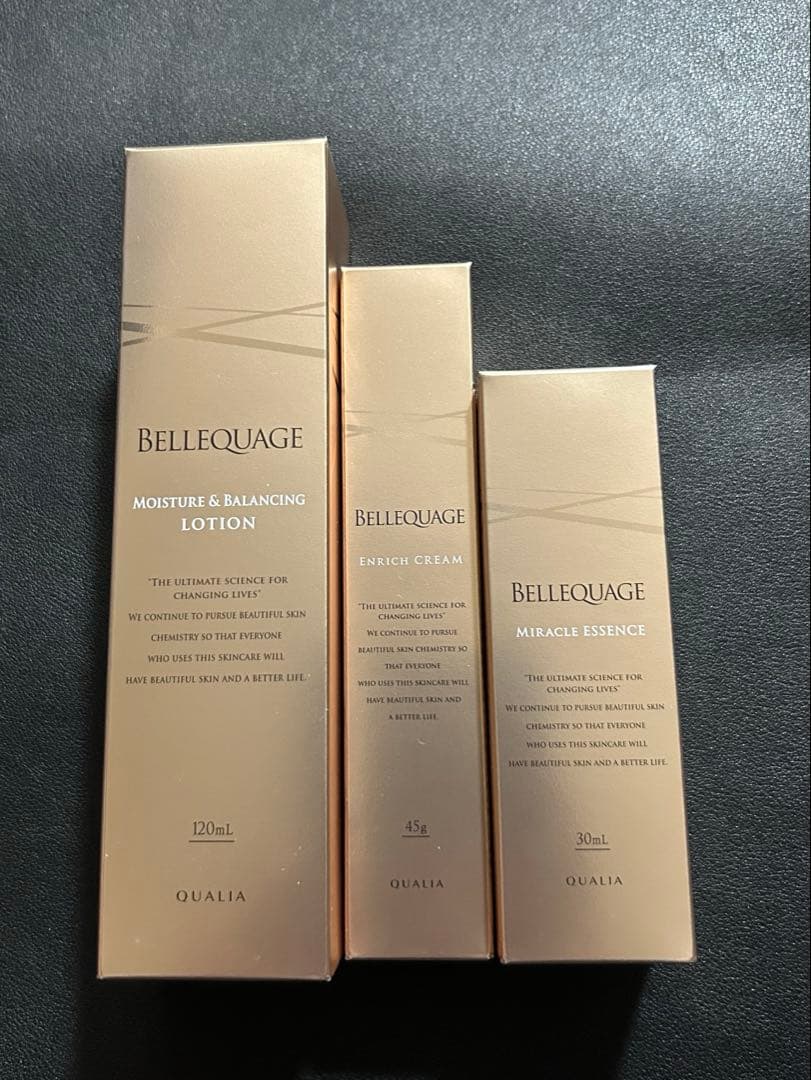 BELLEQUAGE
MOISTURE & BALANCING
LOTION
"THE ULTIMATE SCIENCE FOR
CHANGING LIVES"
WE CONTINUE TO PURSUE BEAUTIFUL SKIN
CHEMISTRY SO THAT EVERYONE
WHO USES THIS SKINCARE WILL
HAVE BEAUTIFUL SKIN AND A BETTER LIFE.
120mL
QUALIA
BELLEQUAGE
ENRICH CREAM
"THE ULTIMATE SCIENCE FOR
CHANGING LIVES"
WE CONTINUE TO PURSUE
BEAUTIFUL SKIN CHEMISTRY SO
THAT EVERYONE
WHO USES THIS SKINCARE WILL
HAVE BEAUTIFUL SKIN AND
A BETTER LIFE.
45g
QUALIA
BELLEQUAGE
MIRACLE ESSENCE
"THE ULTIMATE SCIENCE FOR
CHANGING LIVES"
WE CONTINUE TO PURSUE BEAUTIFUL SKIN
CHEMISTRY SO THAT EVERYONE
WHO USES THIS SKINCARE WILL
HAVE BEAUTIFUL SKIN AND A BETTER LIFE.
30mL
QUALIA